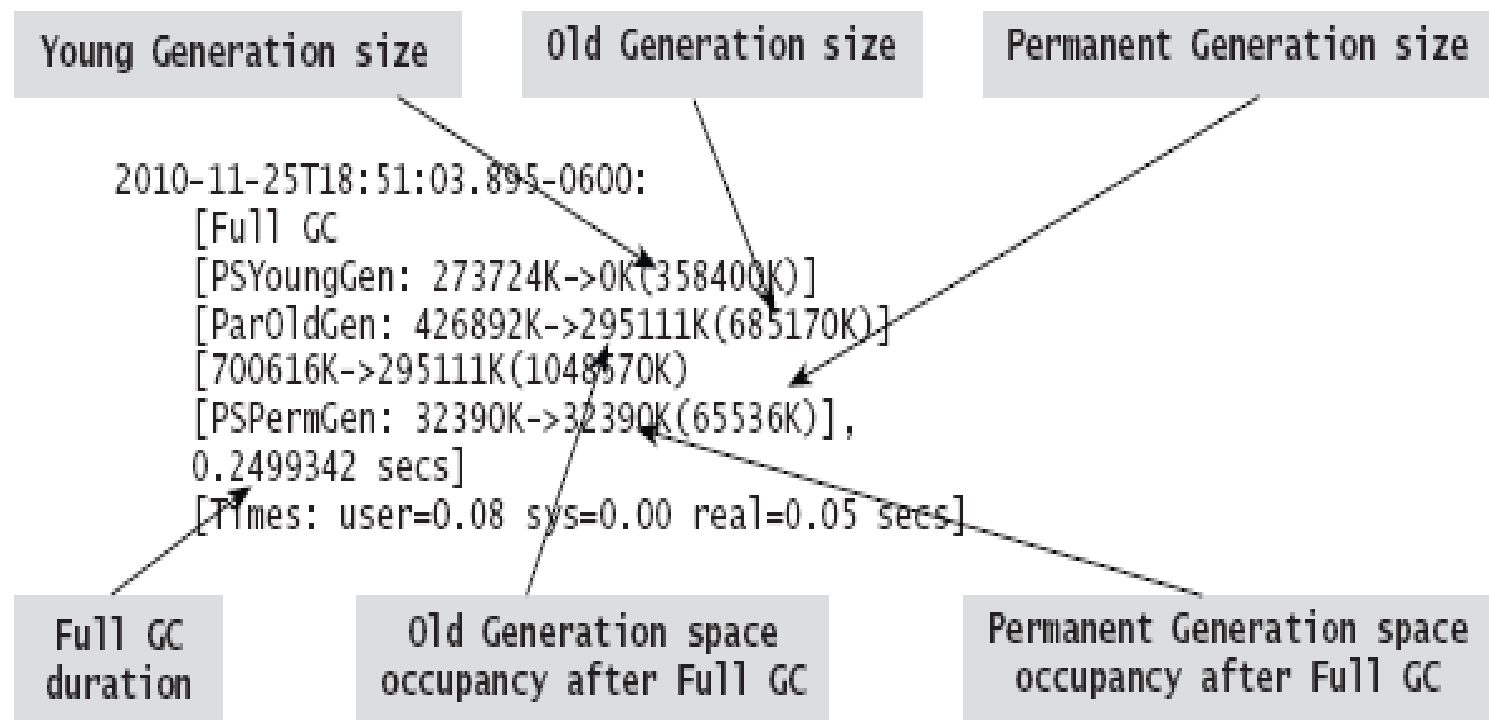 Young Generation size
Old Generation size
Permanent Generation size
2010-11-25T18:51:03.895-0600:
[Full GC
[PSYoungGen: 273724K->0K(358400K)]
[ParOldGen: 426892K->295111K(685170K)]
[700616K->295111K(1048570K)
[PSPermGen: 32390K->32390K(65536K)],
0.2499342 secs]
[Times: user=0.08 sys=0.00 real=0.05 secs]
Full GC
duration
Old Generation space
occupancy after Full GC
Permanent Generation space
occupancy after Full GC